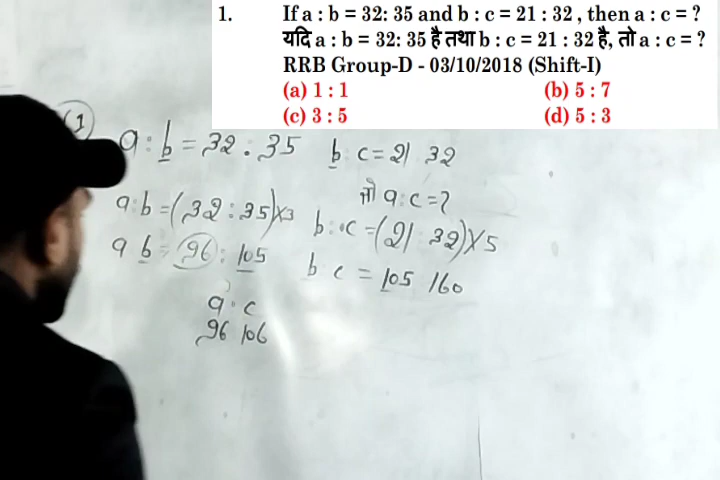 1. If a : b = 32: 35 and b : c = 21 : 32 , then a : c = ?
यदि a : b = 32: 35 है तथा b : c = 21 : 32 है, तो a : c = ?
RRB Group-D - 03/10/2018 (Shift-I)
(a) 1 : 1 (b) 5 : 7
(c) 3 : 5 (d) 5 : 3
(1)
a : b = 32 : 35 b : c = 21 32
तो a : c = ?
a : b = (32 : 35)×3 b : c = (21 32)×5
a b = 96 : 105 b c = 105 160
a : c
96 106